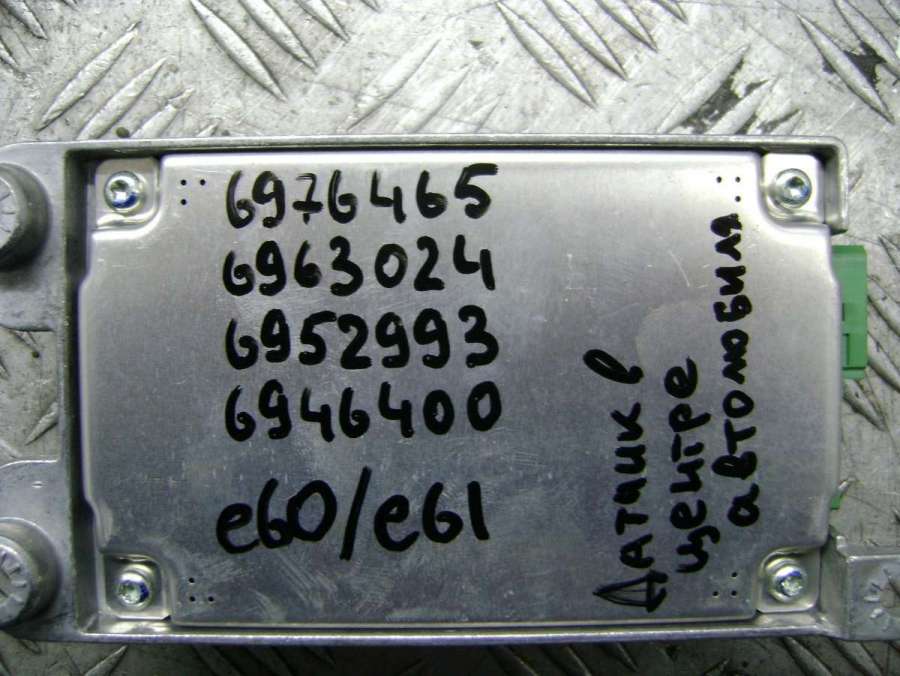 6976465
6963024
6952993
6946400
e60/e61
Датчик в
центре
автомобиля